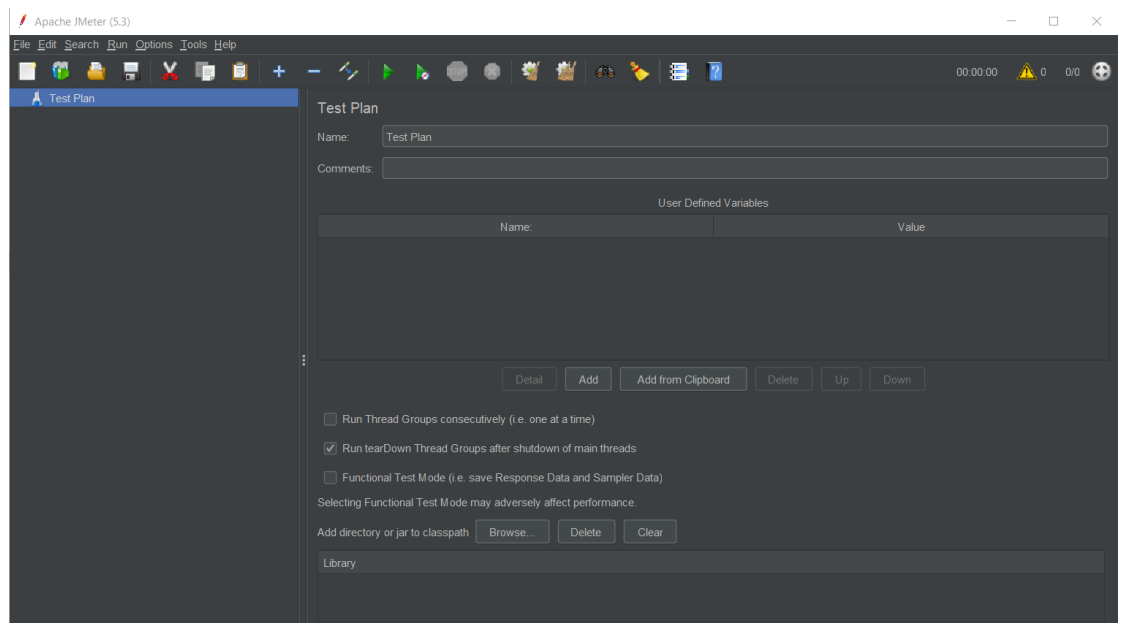 Apache JMeter (5.3)
File Edit Search Run Options Tools Help
00:00:00 0 0/0
Test Plan
Test Plan
Name: Test Plan
Comments:
User Defined Variables
Name: Value
Detail Add Add from Clipboard Delete Up Down
Run Thread Groups consecutively (i.e. one at a time)
Run tearDown Thread Groups after shutdown of main threads
Functional Test Mode (i.e. save Response Data and Sampler Data)
Selecting Functional Test Mode may adversely affect performance.
Add directory or jar to classpath Browse... Delete Clear
Library